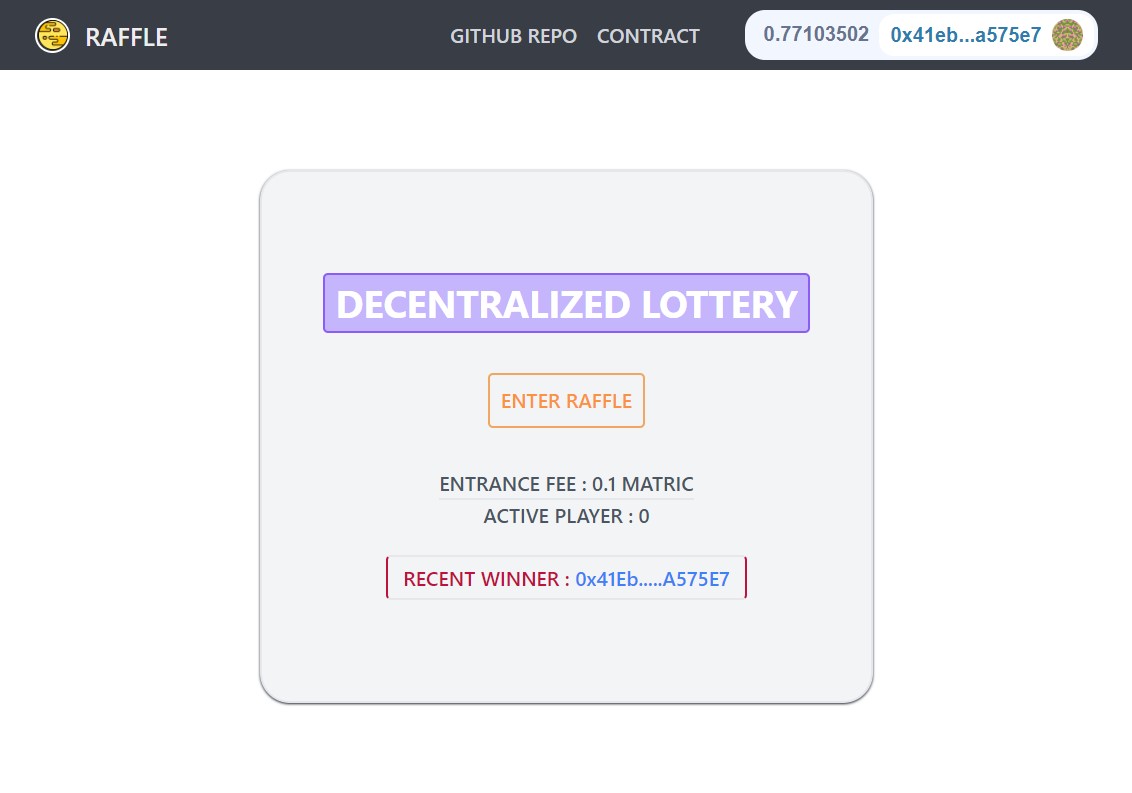 RAFFLE GITHUB REPO CONTRACT 0.77103502 0x41eb...a575e7
DECENTRALIZED LOTTERY
ENTER RAFFLE
ENTRANCE FEE : 0.1 MATRIC
ACTIVE PLAYER : 0
RECENT WINNER : 0x41Eb.....A575E7